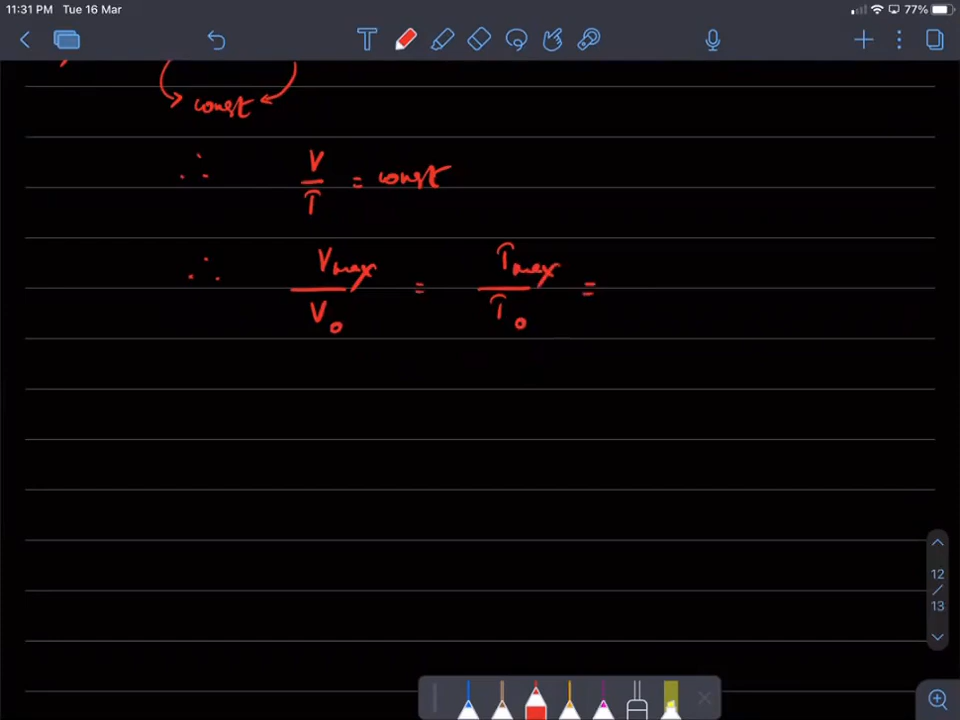 11:31 PM Tue 16 Mar 77%
T
const
∴ V/T = const
∴ Vmax/V₀ = Tmax/T₀ =
12
/
13